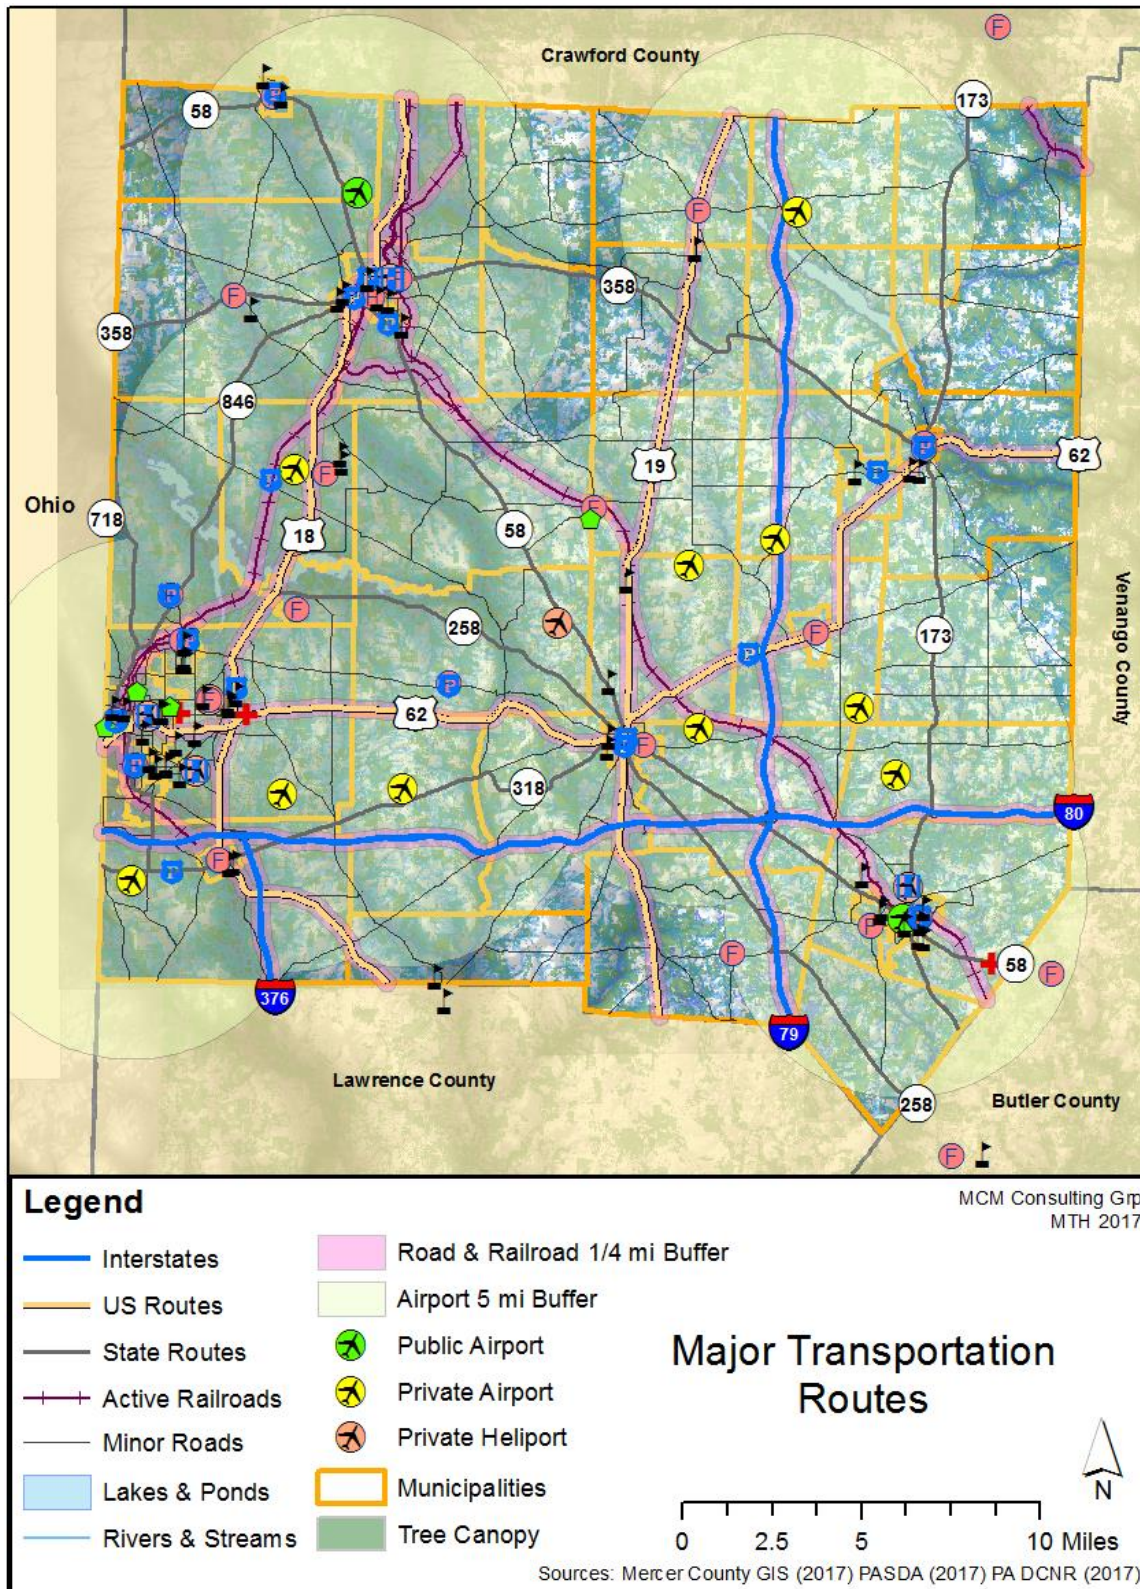 Crawford County
F
58
P
173
F
358
F
358
F
H
P
846
19
62
P
P
Ohio
718
F
18
58
F
P
173
258
F
F
P
P
Venango County
P
62
F
P
F
H
318
80
F
P
H
F
P
F
58
F
376
79
Lawrence County
258
Butler County
F
Legend
MCM Consulting Grp
MTH 2017
Interstates
Road & Railroad 1/4 mi Buffer
US Routes
Airport 5 mi Buffer
State Routes
Public Airport
Active Railroads
Private Airport
Minor Roads
Private Heliport
Lakes & Ponds
Municipalities
Rivers & Streams
Tree Canopy
Major Transportation
Routes
N
0 2.5 5 10 Miles
Sources: Mercer County GIS (2017) PASDA (2017) PA DCNR (2017)